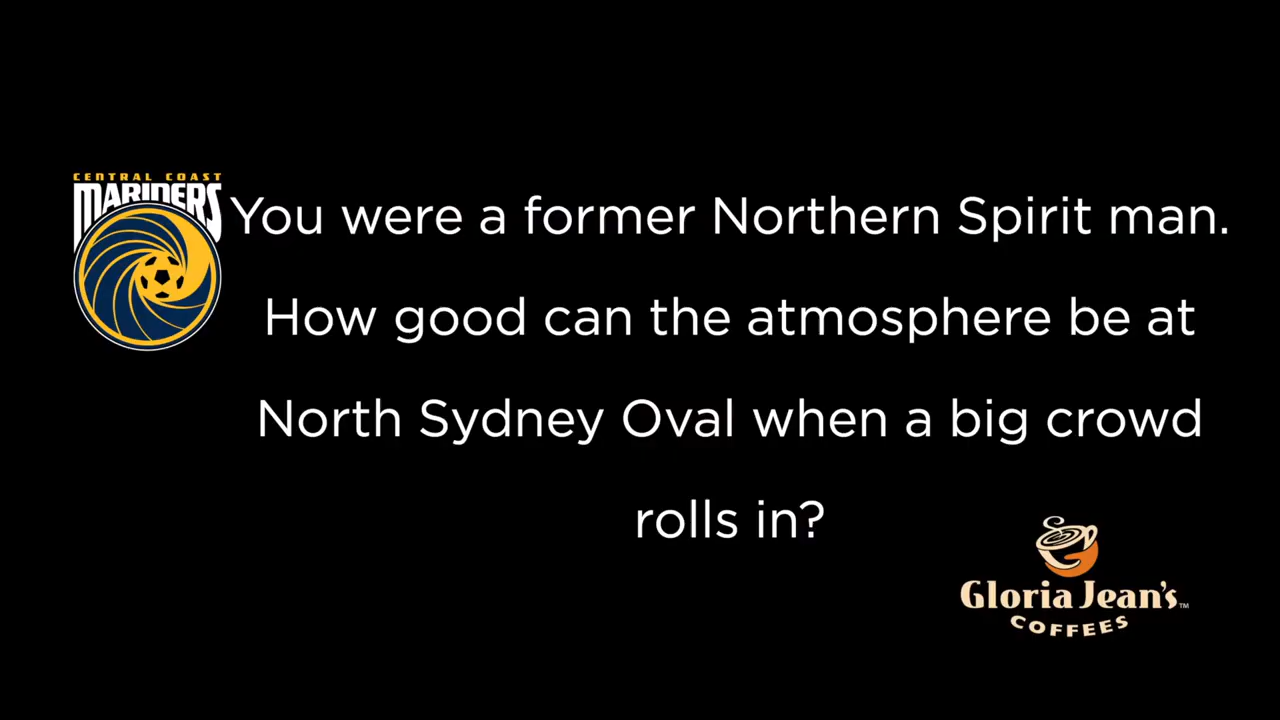 CENTRAL COAST
MARINERS
You were a former Northern Spirit man.
How good can the atmosphere be at
North Sydney Oval when a big crowd
rolls in?
Gloria Jean's™
COFFEES